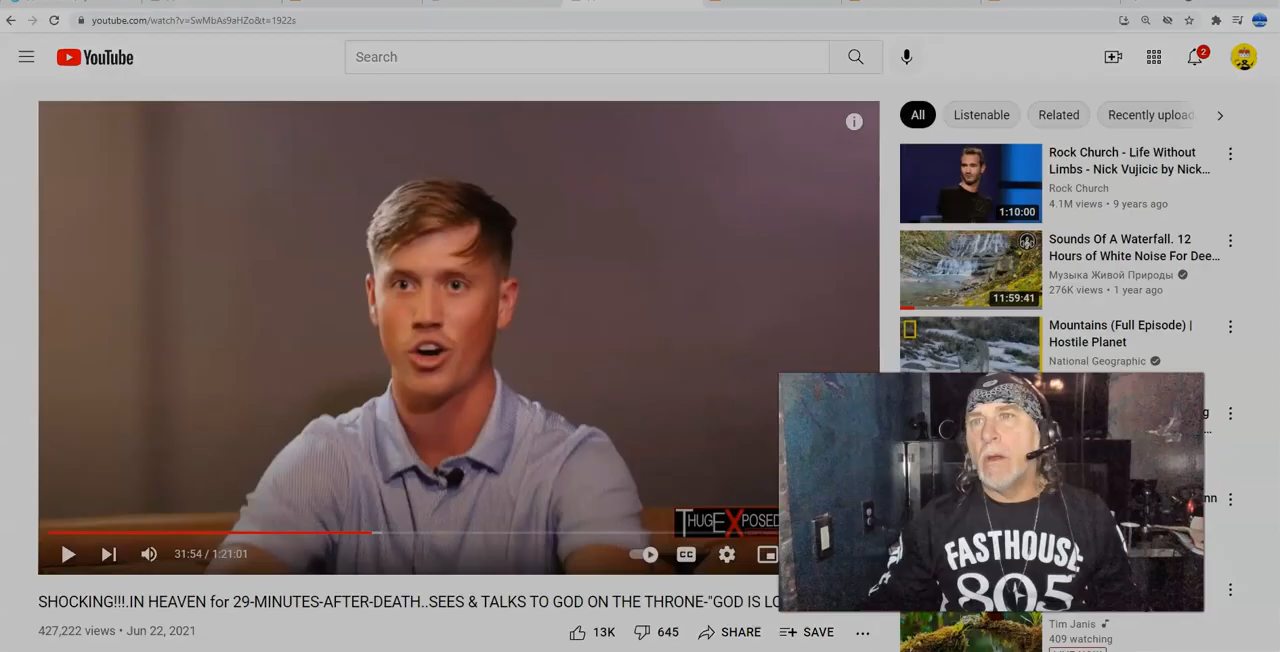 youtube.com/watch?v=SwMbAs9aHZo&t=1922s
YouTube
Search
2
All
Listenable
Related
Recently upload
Rock Church - Life Without
Limbs - Nick Vujicic by Nick...
Rock Church
4.1M views • 9 years ago
1:10:00
Sounds Of A Waterfall. 12
Hours of White Noise For Dee...
Музыка Живой Природы
276K views • 1 year ago
11:59:41
Mountains (Full Episode) |
Hostile Planet
National Geographic
THUGEXPOSED
31:54 / 1:21:01
CC
FASTHOUSE
805
SHOCKING!!!.IN HEAVEN for 29-MINUTES-AFTER-DEATH..SEES & TALKS TO GOD ON THE THRONE-"GOD IS LO
427,222 views • Jun 22, 2021
13K
645
SHARE
SAVE
Tim Janis
409 watching